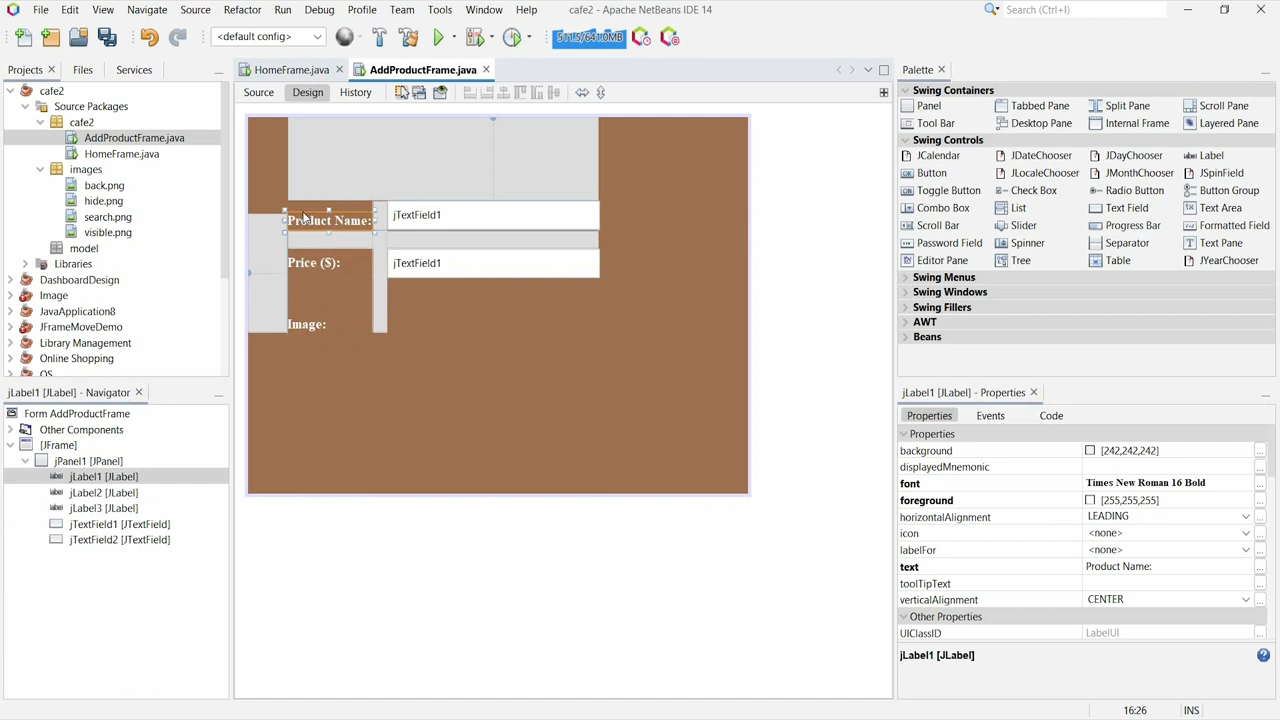 File Edit View Navigate Source Refactor Run Debug Profile Team Tools Window Help
cafe2 - Apache NetBeans IDE 14
Search (Ctrl+I)
<default config>
511.5/641.0MB
Projects Files Services
HomeFrame.java AddProductFrame.java
Source Design History
cafe2
Source Packages
cafe2
AddProductFrame.java
HomeFrame.java
images
back.png
hide.png
search.png
visible.png
model
Libraries
DashboardDesign
Image
JavaApplication8
JFrameMoveDemo
Library Management
Online Shopping
OS
Product Name: jTextField1
Price ($): jTextField1
Image:
Palette
Swing Containers
Panel Tabbed Pane Split Pane Scroll Pane
Tool Bar Desktop Pane Internal Frame Layered Pane
Swing Controls
JCalendar JDateChooser JDayChooser Label
Button JLocaleChooser JMonthChooser JSpinField
Toggle Button Check Box Radio Button Button Group
Combo Box List Text Field Text Area
Scroll Bar Slider Progress Bar Formatted Field
Password Field Spinner Separator Text Pane
Editor Pane Tree Table JYearChooser
Swing Menus
Swing Windows
Swing Fillers
AWT
Beans
jLabel1 [JLabel] - Navigator
Form AddProductFrame
Other Components
[JFrame]
jPanel1 [JPanel]
jLabel1 [JLabel]
jLabel2 [JLabel]
jLabel3 [JLabel]
jTextField1 [JTextField]
jTextField2 [JTextField]
jLabel1 [JLabel] - Properties
Properties Events Code
Properties
background [242,242,242] ...
displayedMnemonic ...
font Times New Roman 16 Bold ...
foreground [255,255,255] ...
horizontalAlignment LEADING ...
icon <none> ...
labelFor <none> ...
text Product Name: ...
toolTipText ...
verticalAlignment CENTER ...
Other Properties
UIClassID LabelUI ...
jLabel1 [JLabel]
16:26 INS